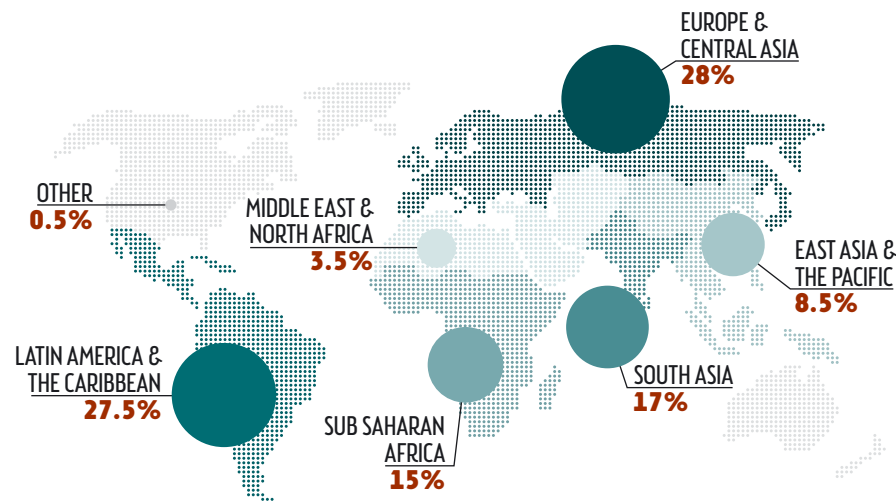 EUROPE &
CENTRAL ASIA
28%
OTHER
0.5%
MIDDLE EAST &
NORTH AFRICA
3.5%
EAST ASIA &
THE PACIFIC
8.5%
LATIN AMERICA &
THE CARIBBEAN
27.5%
SOUTH ASIA
17%
SUB SAHARAN
AFRICA
15%